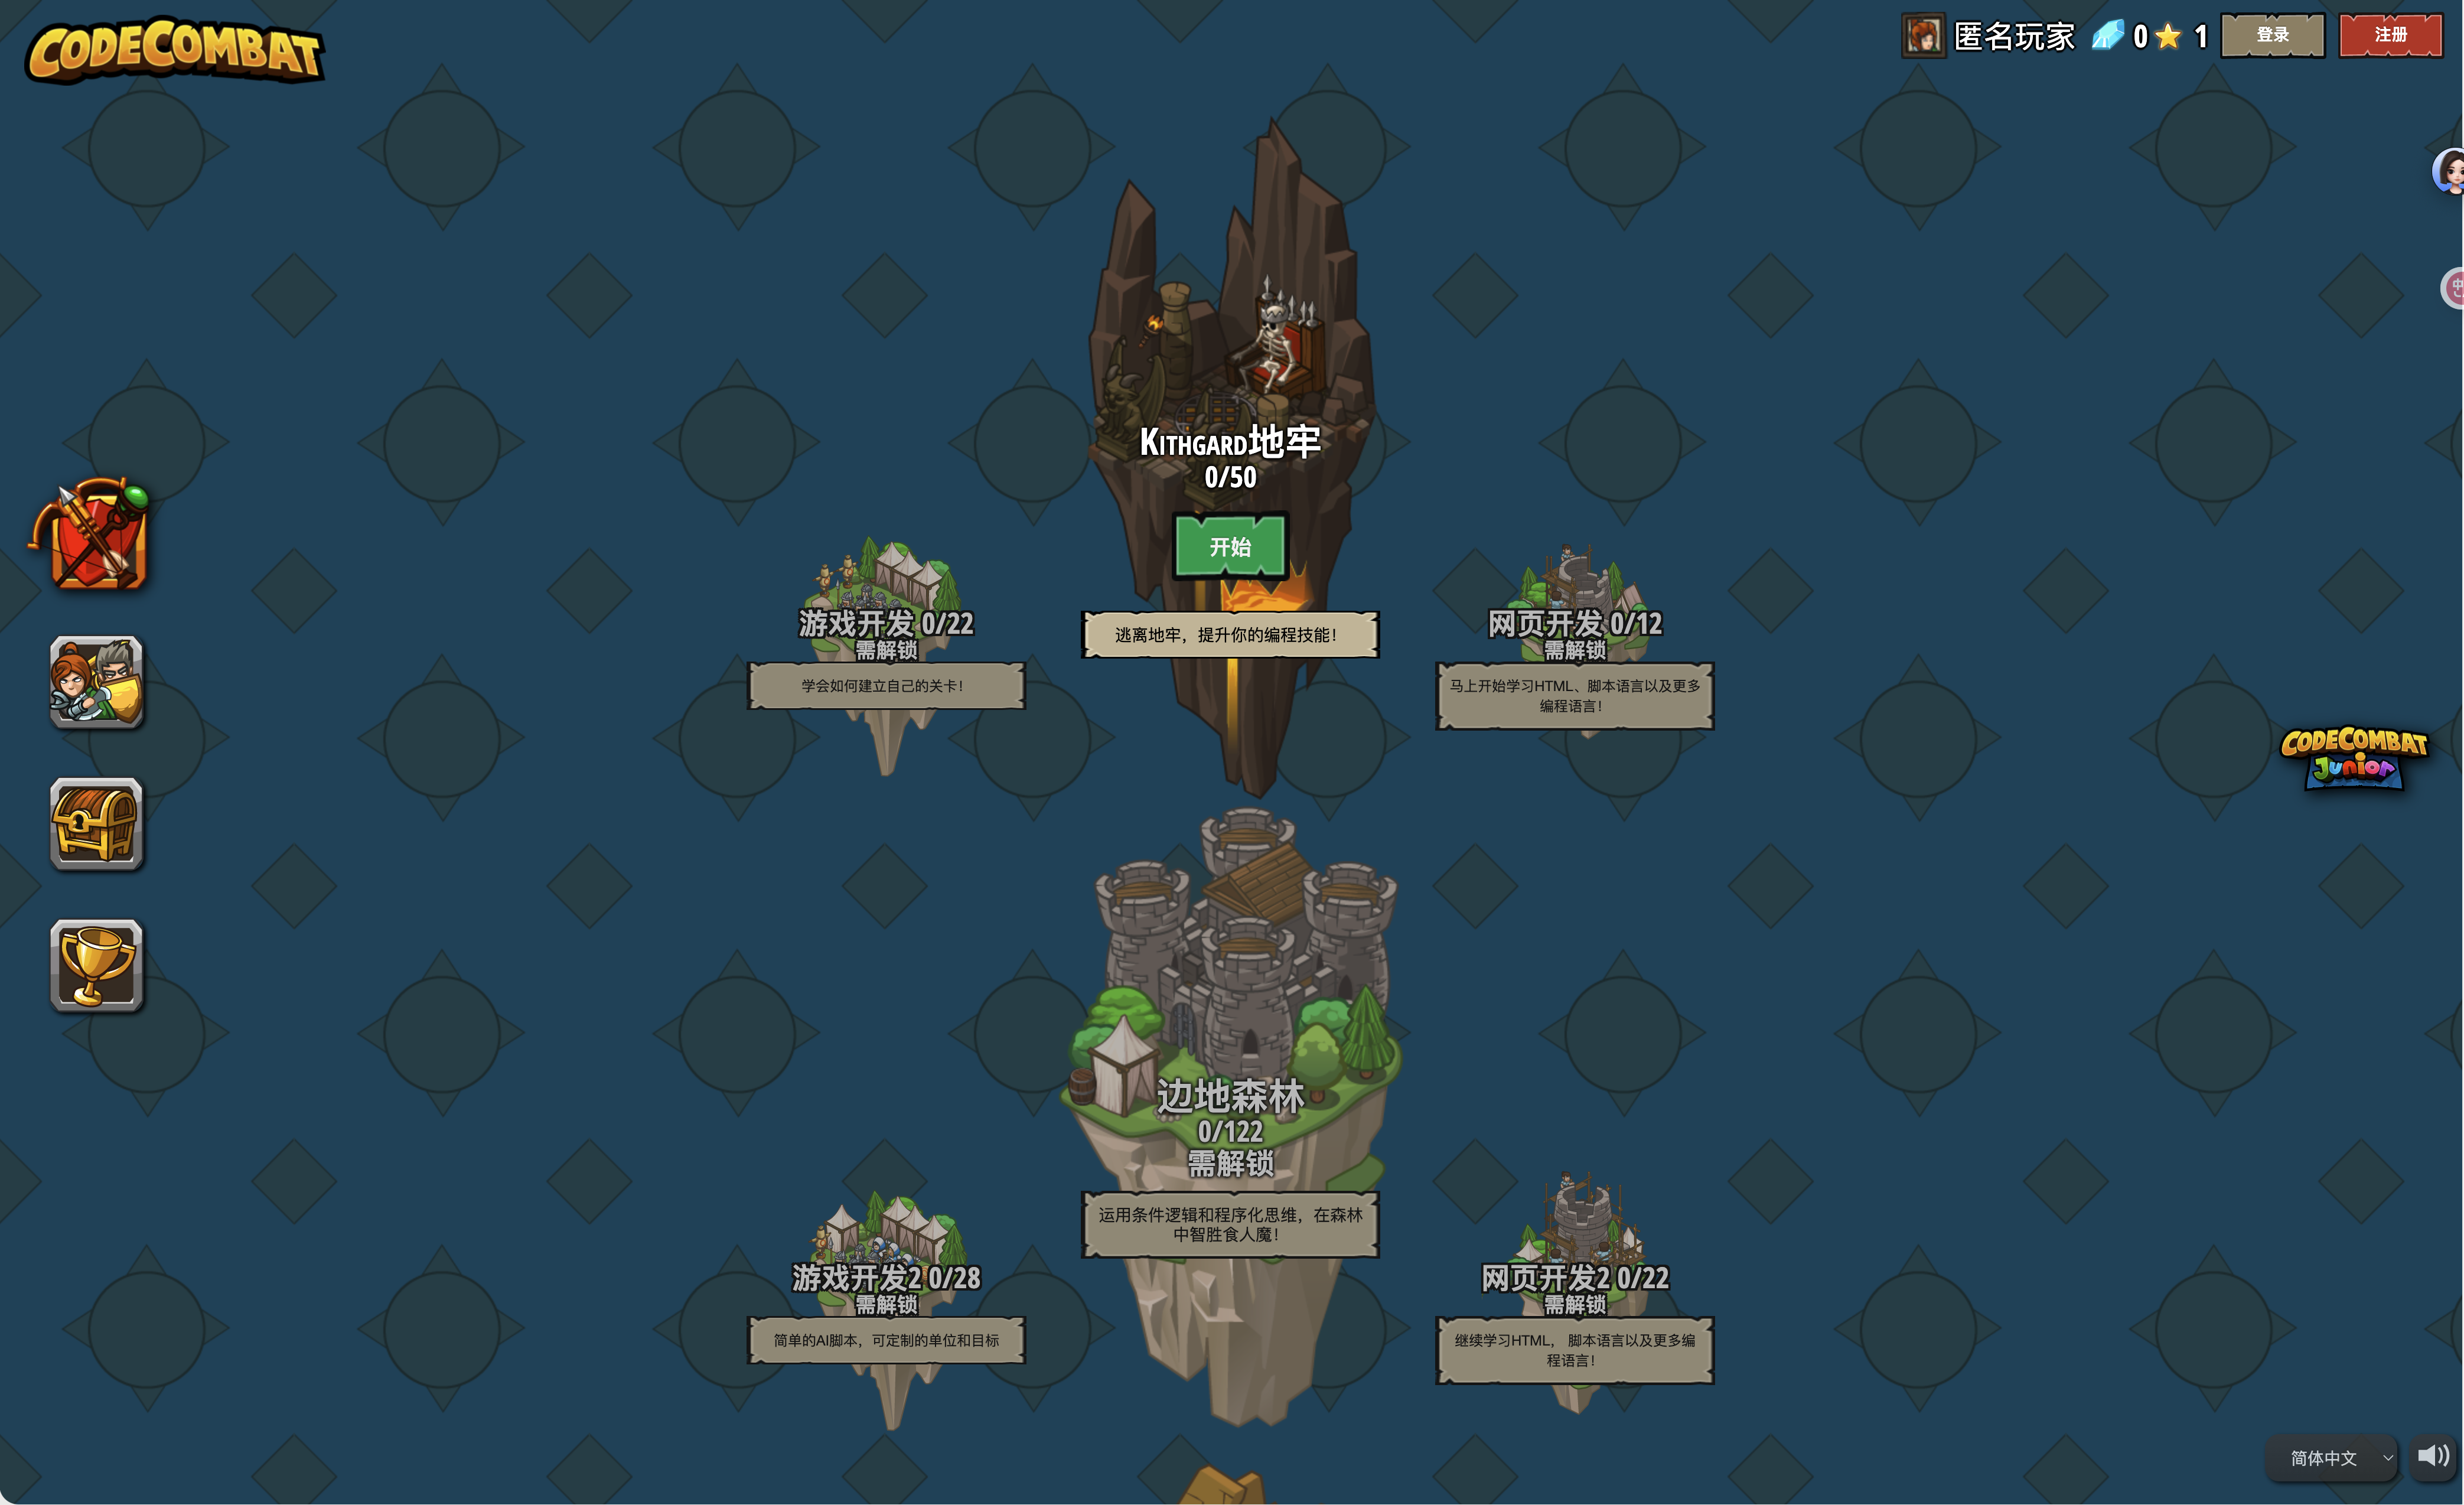 CODECOMBAT
匿名玩家 0 1 登录 注册
KITHGARD地牢
0/50
开始
逃离地牢，提升你的编程技能！
游戏开发 0/22
需解锁
学会如何建立自己的关卡！
网页开发 0/12
需解锁
马上开始学习HTML、脚本语言以及更多
编程语言！
CODECOMBAT
Junior
边地森林
0/122
需解锁
运用条件逻辑和程序化思维，在森林
中智胜食人魔！
游戏开发2 0/28
需解锁
简单的AI脚本，可定制的单位和目标
网页开发2 0/22
需解锁
继续学习HTML， 脚本语言以及更多编
程语言！
简体中文